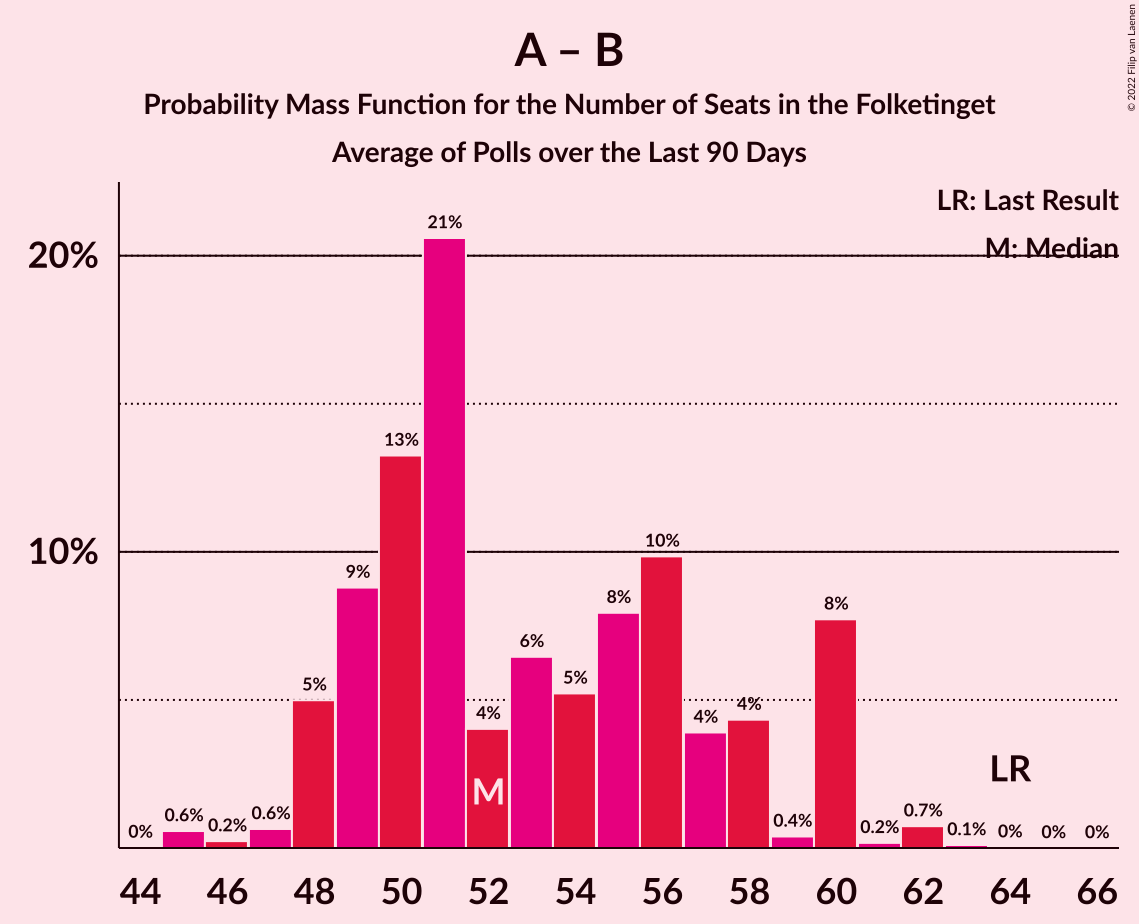 A – B
Probability Mass Function for the Number of Seats in the Folketinget
Average of Polls over the Last 90 Days
© 2022 Filip van Laenen
LR: Last Result
M: Median
20%
10%
0%
0.6%
0.2%
0.6%
5%
9%
13%
21%
4%
6%
5%
8%
10%
4%
4%
0.4%
8%
0.2%
0.7%
0.1%
0%
0%
0%
M
LR
44 46 48 50 52 54 56 58 60 62 64 66